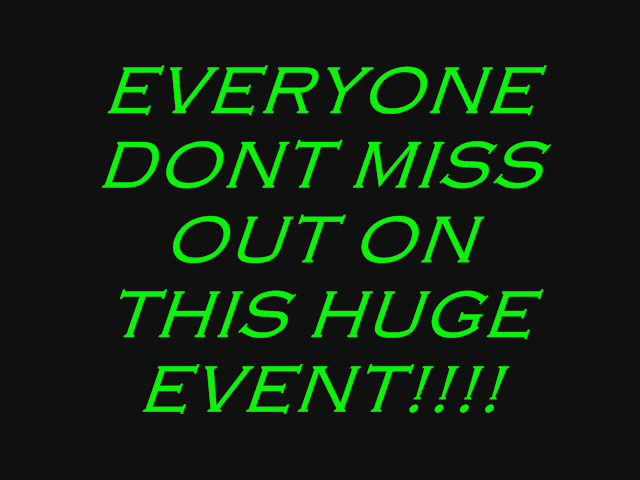 EVERYONE
DONT MISS
OUT ON
THIS HUGE
EVENT!!!!